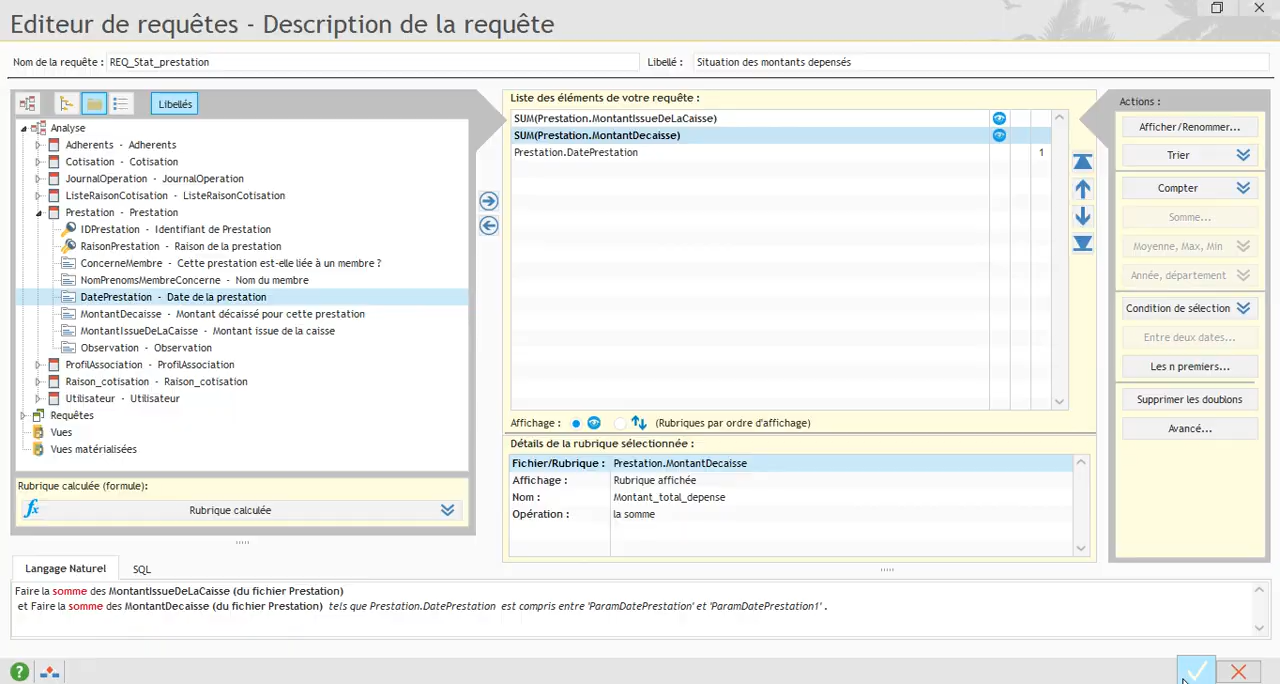 Editeur de requêtes - Description de la requête
Nom de la requête : REQ_Stat_prestation Libellé : Situation des montants depensés
Libellés
Analyse
Adherents - Adherents
Cotisation - Cotisation
JournalOperation - JournalOperation
ListeRaisonCotisation - ListeRaisonCotisation
Prestation - Prestation
IDPrestation - Identifiant de Prestation
RaisonPrestation - Raison de la prestation
ConcerneMembre - Cette prestation est-elle liée à un membre ?
NomPrenomsMembreConcerne - Nom du membre
DatePrestation - Date de la prestation
MontantDecaisse - Montant décaissé pour cette prestation
MontantIssueDeLaCaisse - Montant issue de la caisse
Observation - Observation
ProfilAssociation - ProfilAssociation
Raison_cotisation - Raison_cotisation
Utilisateur - Utilisateur
Requêtes
Vues
Vues matérialisées
Rubrique calculée (formule):
fx Rubrique calculée
Liste des éléments de votre requête :
SUM(Prestation.MontantIssueDeLaCaisse)
SUM(Prestation.MontantDecaisse)
Prestation.DatePrestation 1
Affichage : (Rubriques par ordre d'affichage)
Détails de la rubrique sélectionnée :
Fichier/Rubrique : Prestation.MontantDecaisse
Affichage : Rubrique affichée
Nom : Montant_total_depense
Opération : la somme
Actions :
Afficher/Renommer...
Trier
Compter
Somme...
Moyenne, Max, Min
Année, département
Condition de sélection
Entre deux dates...
Les n premiers...
Supprimer les doublons
Avancé...
Langage Naturel SQL
Faire la somme des MontantIssueDeLaCaisse (du fichier Prestation)
et Faire la somme des MontantDecaisse (du fichier Prestation) tels que Prestation.DatePrestation est compris entre 'ParamDatePrestation' et 'ParamDatePrestation1' .
?